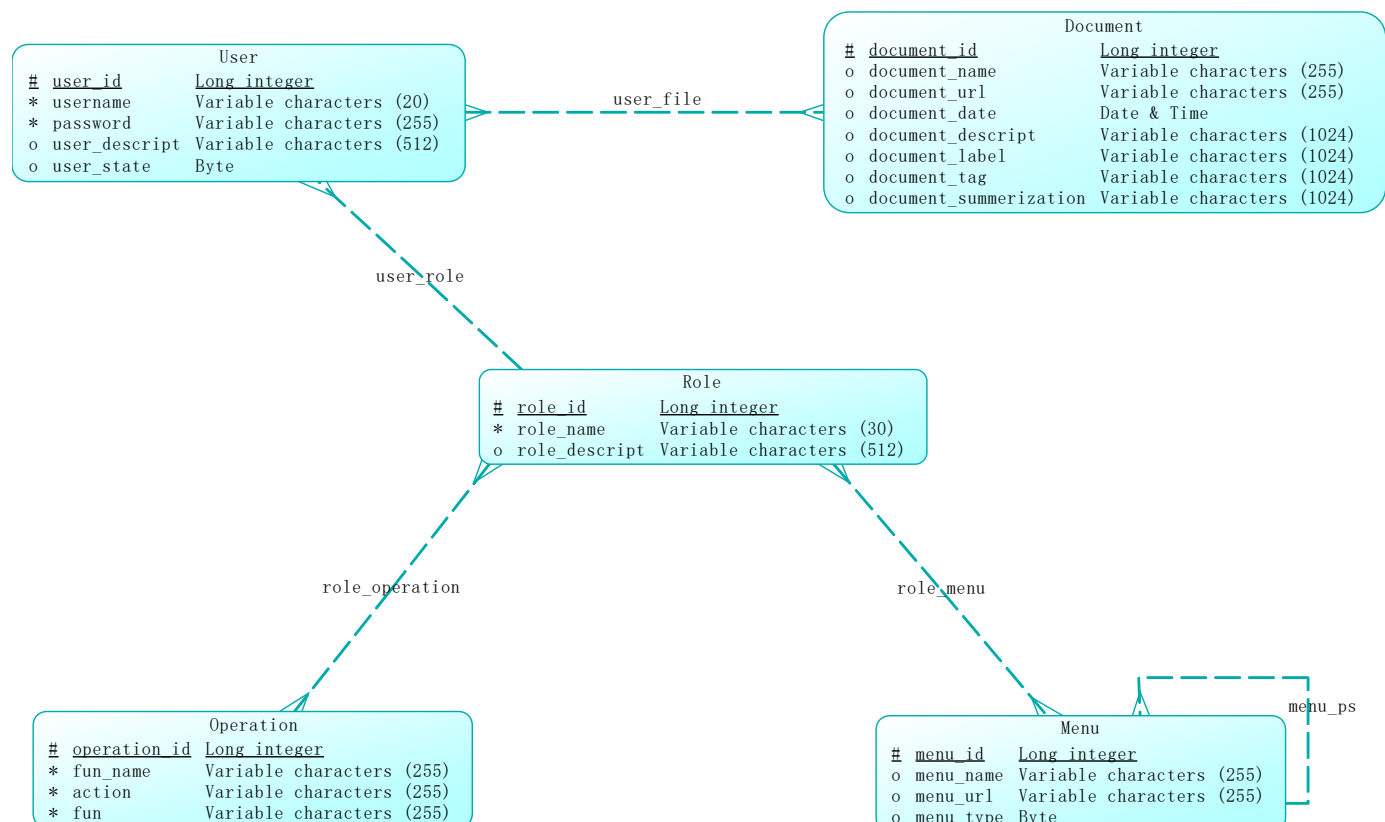 User
# user_id Long integer
* username Variable characters (20)
* password Variable characters (255)
o user_descript Variable characters (512)
o user_state Byte
user_file
Document
# document_id Long integer
o document_name Variable characters (255)
o document_url Variable characters (255)
o document_date Date & Time
o document_descript Variable characters (1024)
o document_label Variable characters (1024)
o document_tag Variable characters (1024)
o document_summerization Variable characters (1024)
user_role
Role
# role_id Long integer
* role_name Variable characters (30)
o role_descript Variable characters (512)
role_operation
role_menu
Operation
# operation_id Long integer
* fun_name Variable characters (255)
* action Variable characters (255)
* fun Variable characters (255)
menu_ps
Menu
# menu_id Long integer
o menu_name Variable characters (255)
o menu_url Variable characters (255)
o menu_type Byte